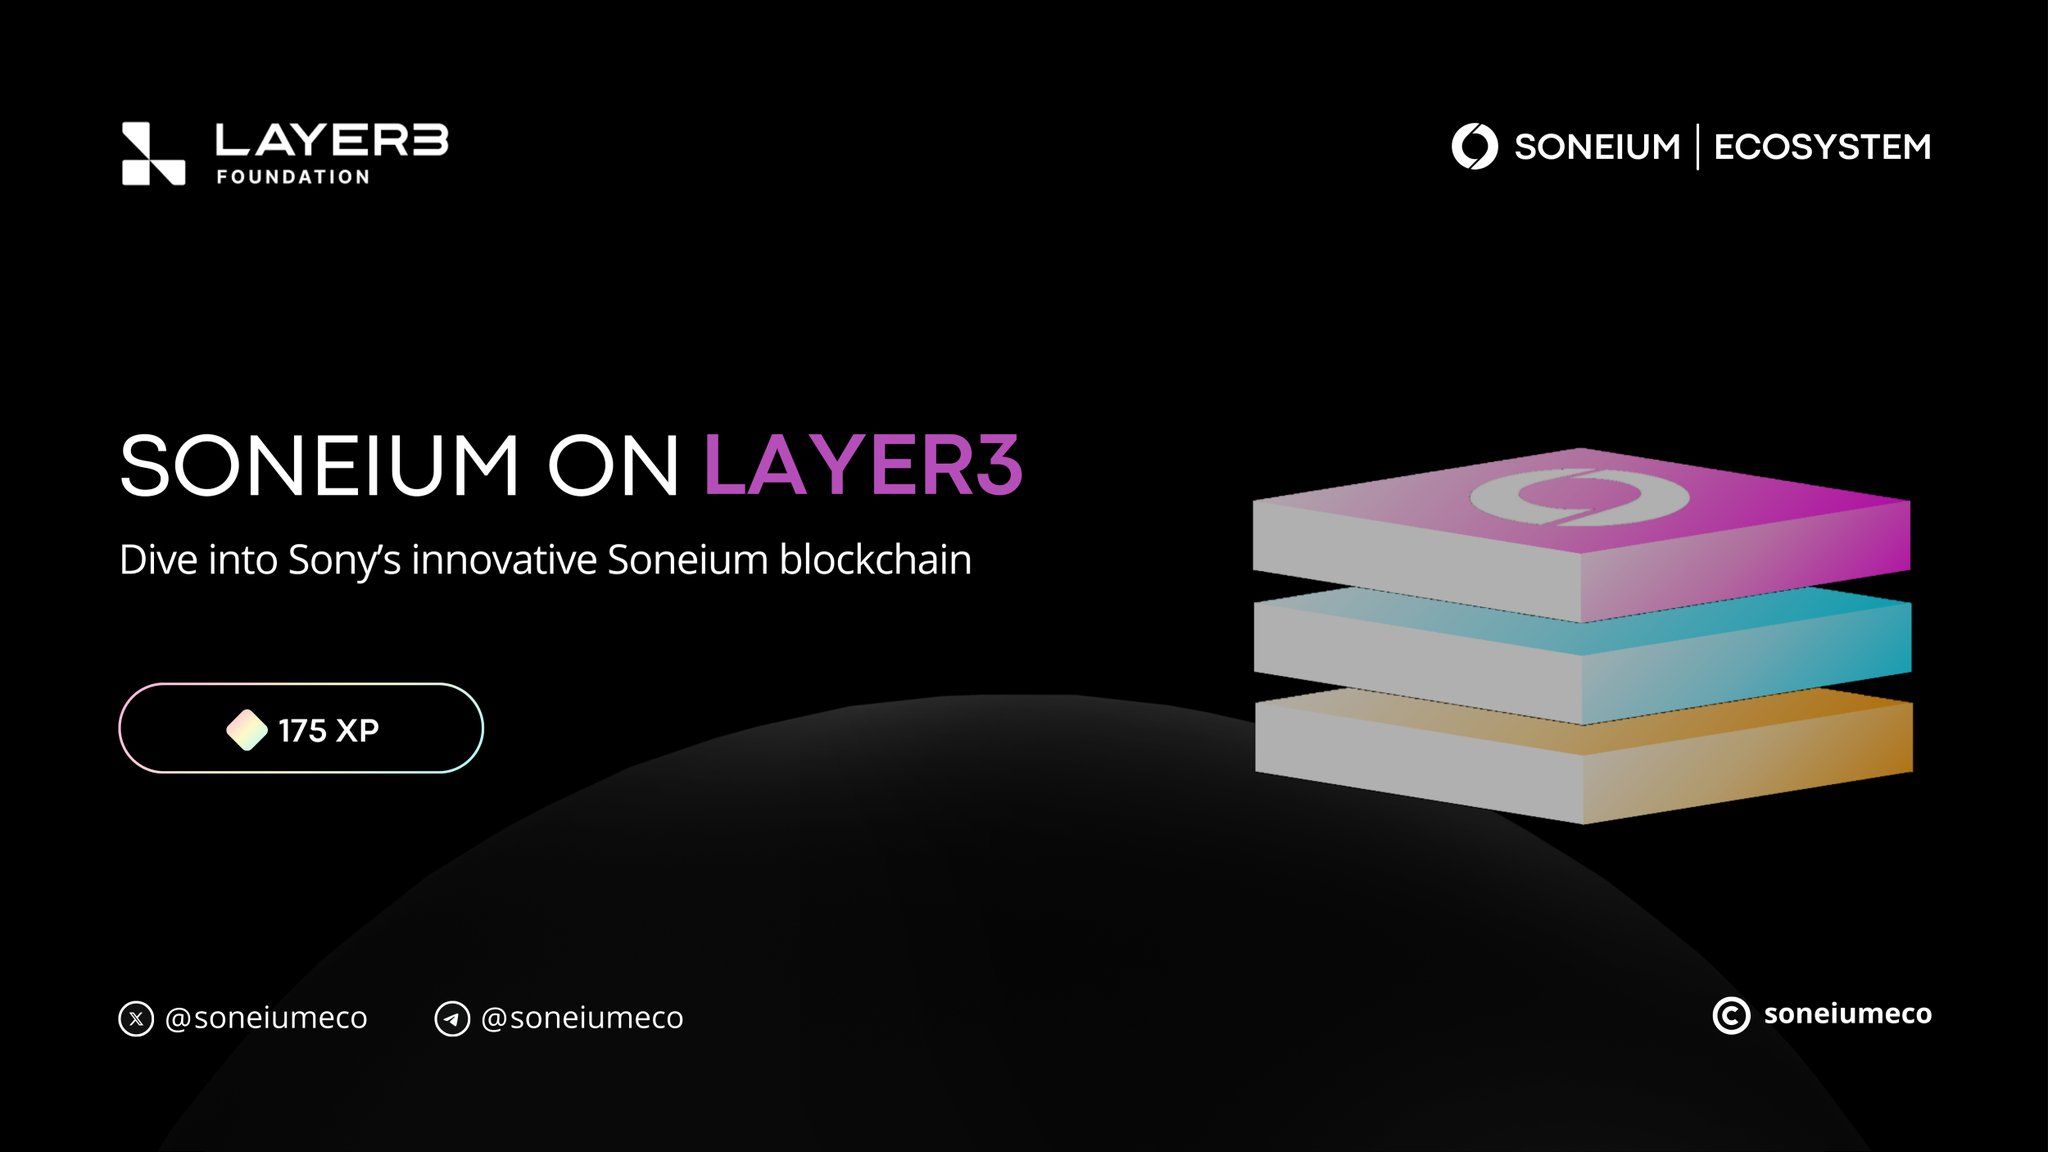 LAYER3
FOUNDATION
SONEIUM | ECOSYSTEM
SONEIUM ON LAYER3
Dive into Sony’s innovative Soneium blockchain
175 XP
@soneiumeco
@soneiumeco
© soneiumeco